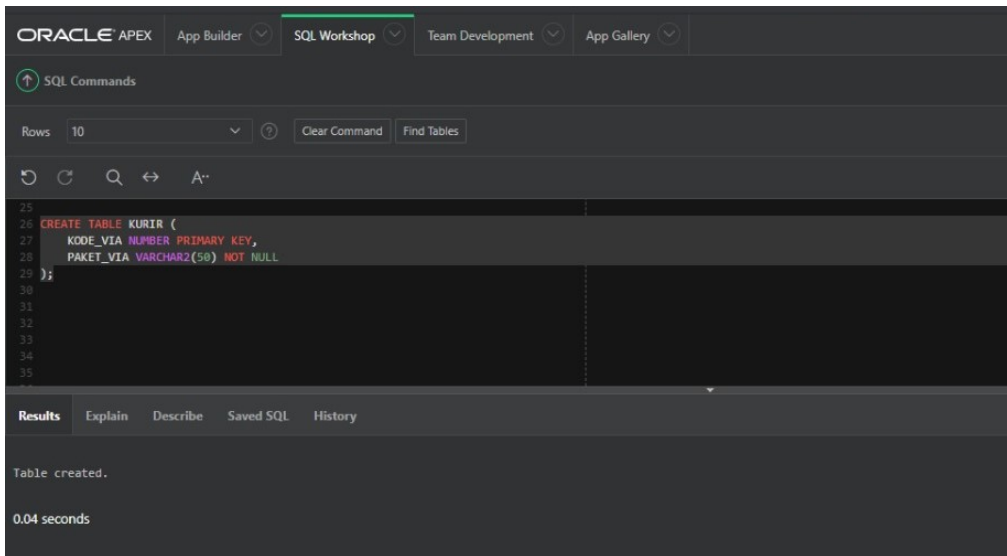 ORACLE APEX App Builder SQL Workshop Team Development App Gallery
SQL Commands
Rows 10 ? Clear Command Find Tables
A··
25
26 CREATE TABLE KURIR (
27 KODE_VIA NUMBER PRIMARY KEY,
28 PAKET_VIA VARCHAR2(50) NOT NULL
29 );
30
31
32
33
34
35
Results Explain Describe Saved SQL History
Table created.
0.04 seconds